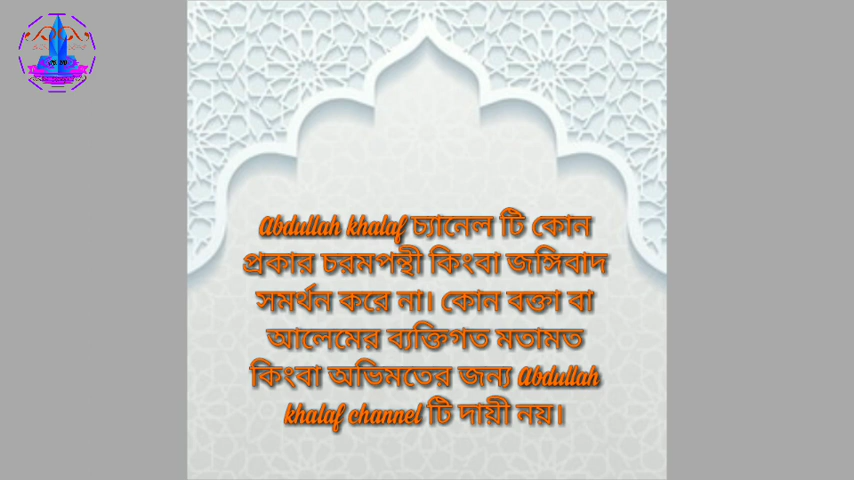 Abdullah khalaf চ্যানেল টি কোন
প্রকার চরমপন্থী কিংবা জঙ্গিবাদ
সমর্থন করে না। কোন বক্তা বা
আলেমের ব্যক্তিগত মতামত
কিংবা অভিমতের জন্য Abdullah
khalaf channel টি দায়ী নয়।